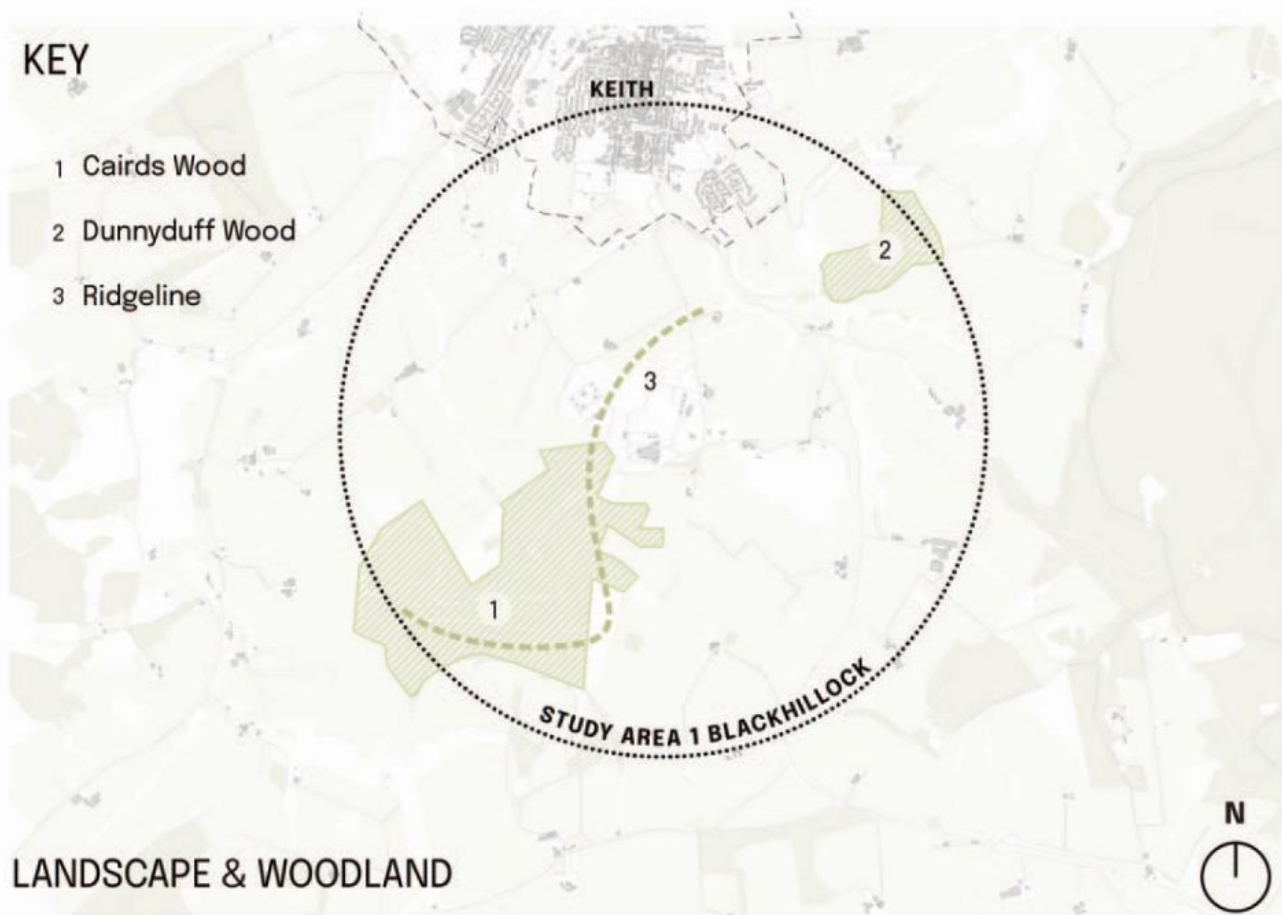 KEY
1 Cairds Wood
2 Dunnyduff Wood
3 Ridgeline
KEITH
2
3
1
STUDY AREA 1 BLACKHILLOCK
N
LANDSCAPE & WOODLAND